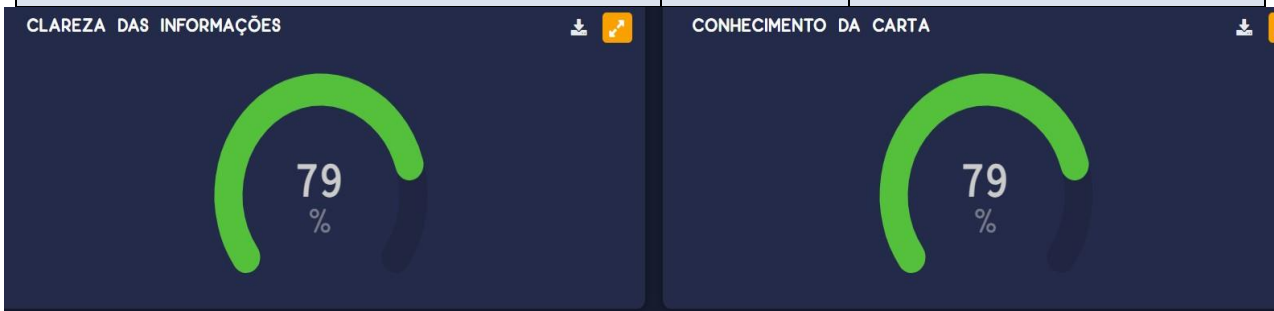 CLAREZA DAS INFORMAÇÕES
79
%
CONHECIMENTO DA CARTA
79
%